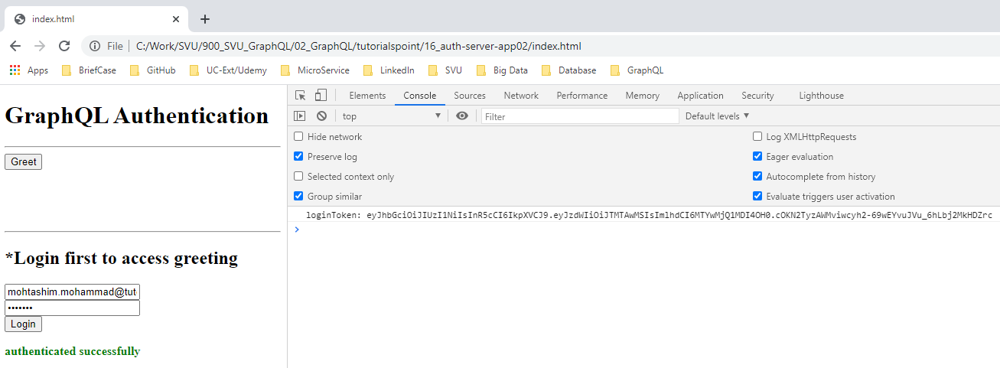 index.html
File C:/Work/SVU/900_SVU_GraphQL/02_GraphQL/tutorialspoint/16_auth-server-app02/index.html
Apps BriefCase GitHub UC-Ext/Udemy MicroService LinkedIn SVU Big Data Database GraphQL
GraphQL Authentication
Greet
*Login first to access greeting
mohtashim.mohammad@tut
•••••••
Login
authenticated successfully
Elements Console Sources Network Performance Memory Application Security Lighthouse
top Filter Default levels
Hide network Log XMLHttpRequests
Preserve log Eager evaluation
Selected context only Autocomplete from history
Group similar Evaluate triggers user activation
loginToken: eyJhbGciOiJIUzI1NiIsInR5cCI6IkpXVCJ9.eyJzdWIiOiJTMTAwMSIsImlhdCI6MTYwMjQ1MDI4OH0.cOKN2TyzAWMviwcyh2-69wEYvuJVu_6hLbj2MkHDZrc